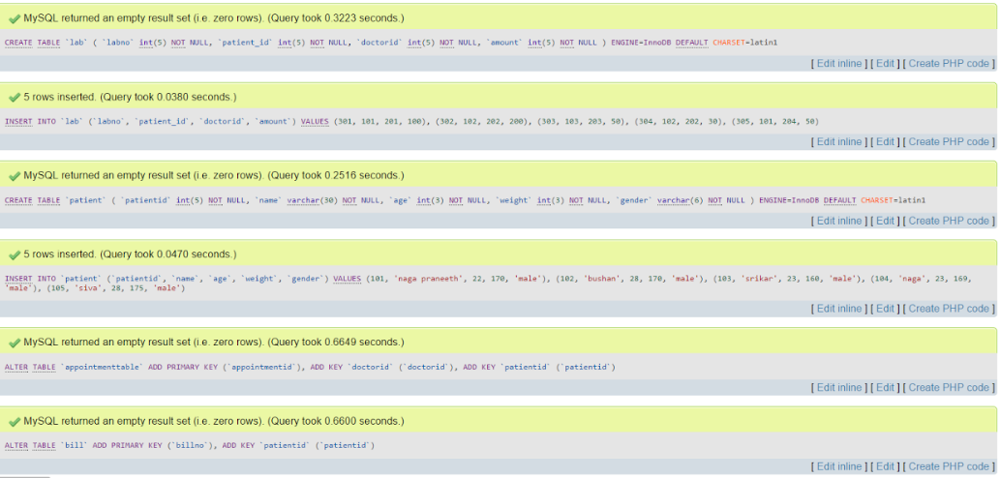 MySQL returned an empty result set (i.e. zero rows). (Query took 0.3223 seconds.)
CREATE TABLE `lab` ( `labno` int(5) NOT NULL, `patient_id` int(5) NOT NULL, `doctorid` int(5) NOT NULL, `amount` int(5) NOT NULL ) ENGINE=InnoDB DEFAULT CHARSET=latin1
[ Edit inline ] [ Edit ] [ Create PHP code ]
5 rows inserted. (Query took 0.0380 seconds.)
INSERT INTO `lab` (`labno`, `patient_id`, `doctorid`, `amount`) VALUES (301, 101, 201, 100), (302, 102, 202, 200), (303, 103, 203, 50), (304, 102, 202, 30), (305, 101, 204, 50)
[ Edit inline ] [ Edit ] [ Create PHP code ]
MySQL returned an empty result set (i.e. zero rows). (Query took 0.2516 seconds.)
CREATE TABLE `patient` ( `patientid` int(5) NOT NULL, `name` varchar(30) NOT NULL, `age` int(3) NOT NULL, `weight` int(3) NOT NULL, `gender` varchar(6) NOT NULL ) ENGINE=InnoDB DEFAULT CHARSET=latin1
[ Edit inline ] [ Edit ] [ Create PHP code ]
5 rows inserted. (Query took 0.0470 seconds.)
INSERT INTO `patient` (`patientid`, `name`, `age`, `weight`, `gender`) VALUES (101, 'naga praneeth', 22, 170, 'male'), (102, 'bushan', 28, 170, 'male'), (103, 'srikar', 23, 160, 'male'), (104, 'naga', 23, 169,
'male'), (105, 'siva', 28, 175, 'male')
[ Edit inline ] [ Edit ] [ Create PHP code ]
MySQL returned an empty result set (i.e. zero rows). (Query took 0.6649 seconds.)
ALTER TABLE `appointmenttable` ADD PRIMARY KEY (`appointmentid`), ADD KEY `doctorid` (`doctorid`), ADD KEY `patientid` (`patientid`)
[ Edit inline ] [ Edit ] [ Create PHP code ]
MySQL returned an empty result set (i.e. zero rows). (Query took 0.6600 seconds.)
ALTER TABLE `bill` ADD PRIMARY KEY (`billno`), ADD KEY `patientid` (`patientid`)
[ Edit inline ] [ Edit ] [ Create PHP code ]